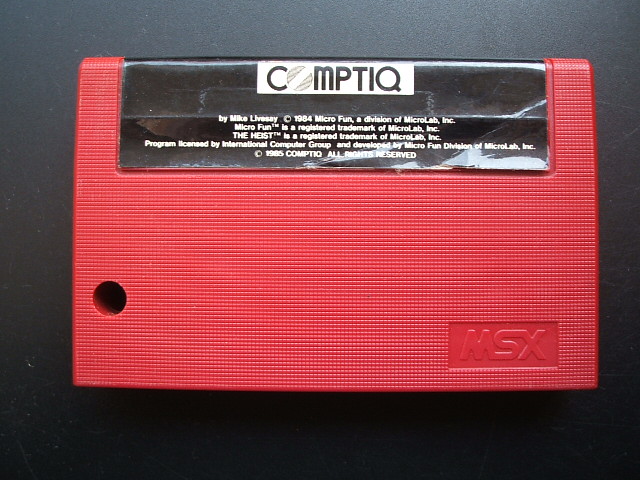 COMPTIQ
by Mike Livesay © 1984 Micro Fun, a division of MicroLab, Inc.
Micro Fun™ is a registered trademark of MicroLab, Inc.
THE HEIST™ is a registered trademark of MicroLab, Inc.
Program licensed by International Computer Group and developed by Micro Fun Division of MicroLab, Inc.
© 1985 COMPTIQ ALL RIGHTS RESERVED
MSX